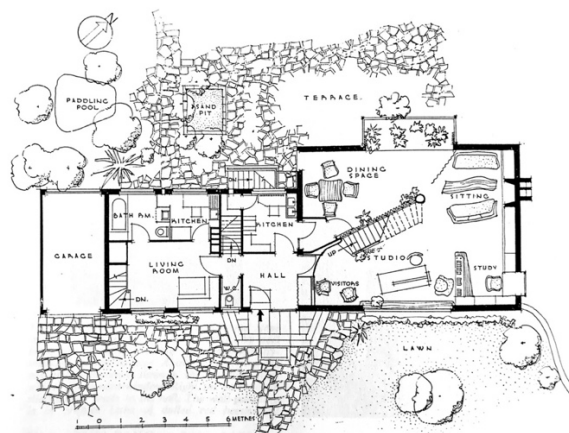 PADDLING
POOL
SAND
PIT
TERRACE.
DINING
SPACE
SITTING
BATH RM.
KITCHEN
KITCHEN
GARAGE
LIVING
ROOM
DN.
DN
W.C.
HALL
UP
STUDIO
VISITORS
STUDY
LAWN
1 0 1 2 3 4 5 6 METRES.